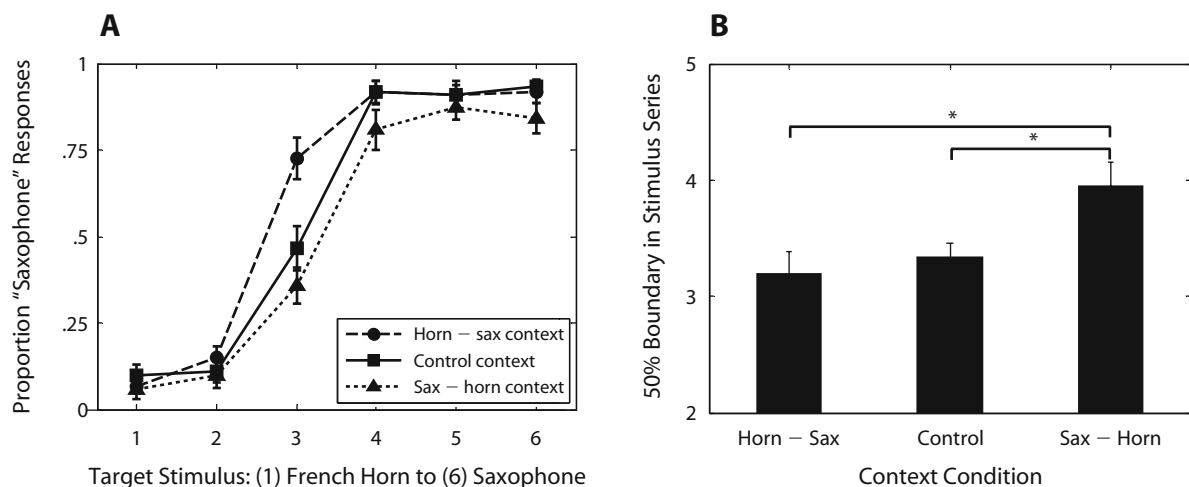 A
Proportion “Saxophone” Responses
1
.75
.5
.25
0
1 2 3 4 5 6
Horn – sax context
Control context
Sax – horn context
Target Stimulus: (1) French Horn to (6) Saxophone
B
50% Boundary in Stimulus Series
5
4
3
2
*
*
Horn – Sax Control Sax – Horn
Context Condition